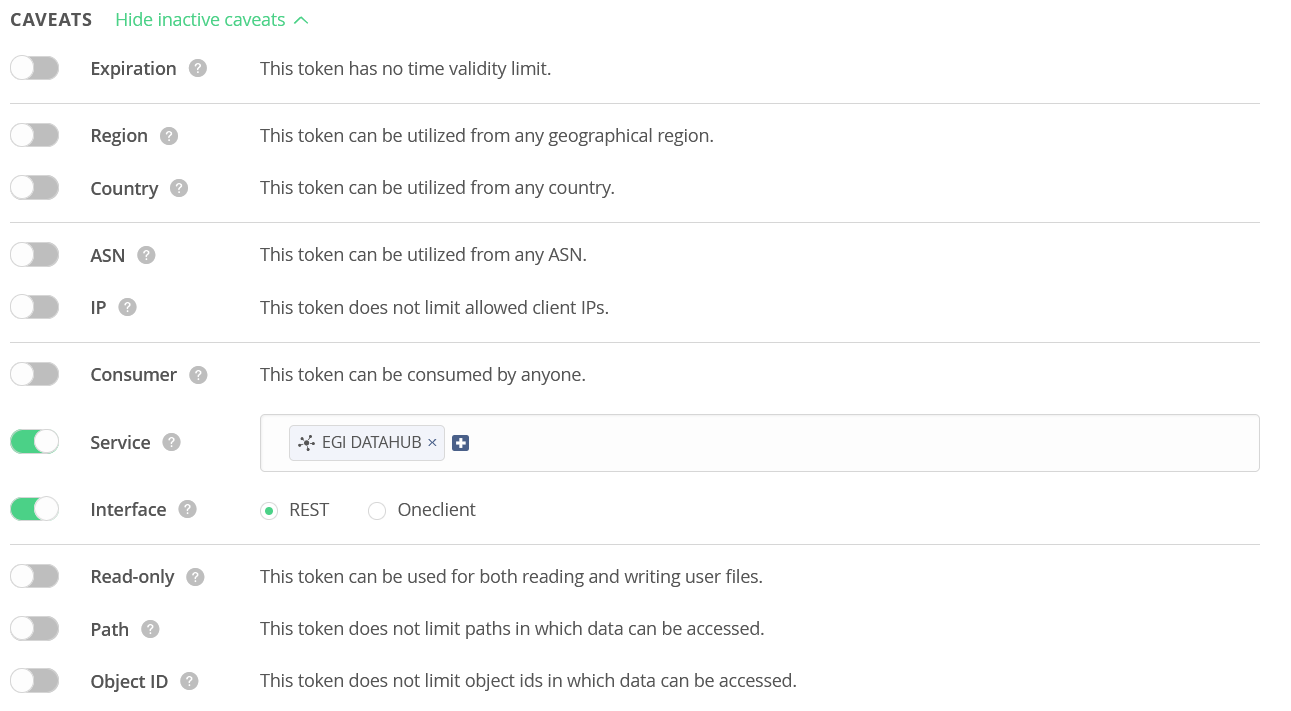 CAVEATS Hide inactive caveats
Expiration ? This token has no time validity limit.
Region ? This token can be utilized from any geographical region.
Country ? This token can be utilized from any country.
ASN ? This token can be utilized from any ASN.
IP ? This token does not limit allowed client IPs.
Consumer ? This token can be consumed by anyone.
Service ? EGI DATAHUB ×
Interface ? REST Oneclient
Read-only ? This token can be used for both reading and writing user files.
Path ? This token does not limit paths in which data can be accessed.
Object ID ? This token does not limit object ids in which data can be accessed.